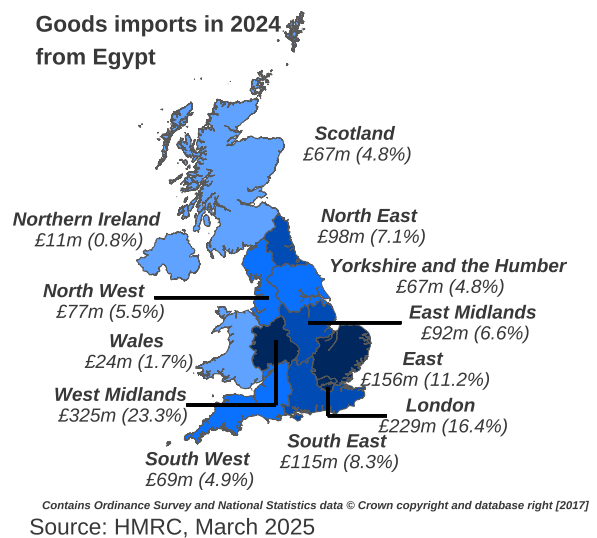 Goods imports in 2024
from Egypt
Scotland
£67m (4.8%)
Northern Ireland
£11m (0.8%)
North East
£98m (7.1%)
Yorkshire and the Humber
£67m (4.8%)
North West
£77m (5.5%)
East Midlands
£92m (6.6%)
Wales
£24m (1.7%)
East
£156m (11.2%)
West Midlands
£325m (23.3%)
London
£229m (16.4%)
South East
£115m (8.3%)
South West
£69m (4.9%)
Contains Ordinance Survey and National Statistics data © Crown copyright and database right [2017]
Source: HMRC, March 2025